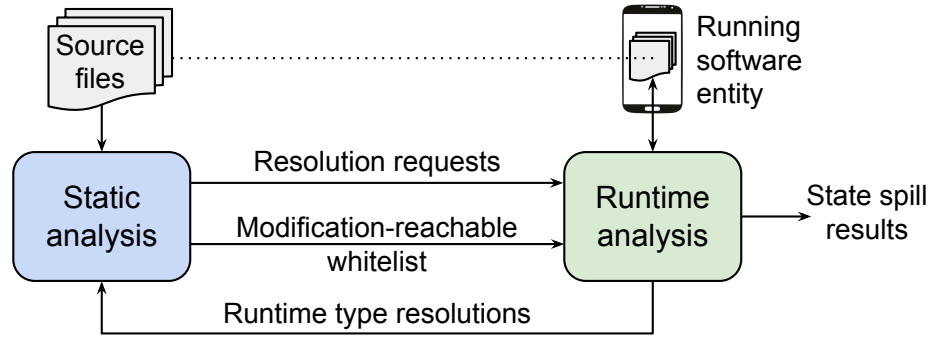 Source
files
Running
software
entity
Static
analysis
Resolution requests
Modification-reachable
whitelist
Runtime type resolutions
Runtime
analysis
State spill
results